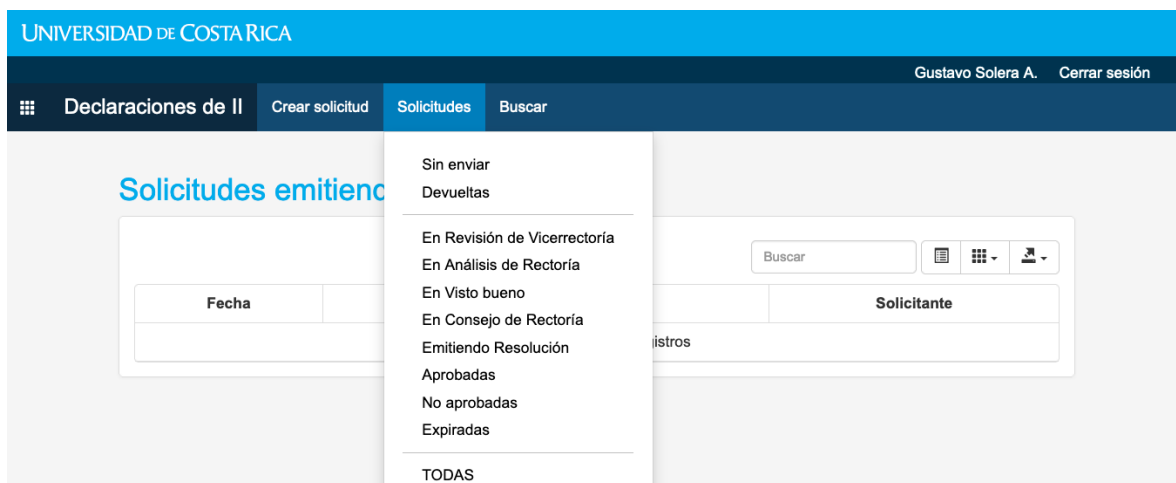 UNIVERSIDAD DE COSTA RICA
Gustavo Solera A. Cerrar sesión
Declaraciones de II Crear solicitud Solicitudes Buscar
Sin enviar
Devueltas
Solicitudes
En Revisión de Vicerrectoría
En Análisis de Rectoría
En Visto bueno
En Consejo de Rectoría
Emitiendo Resolución
Aprobadas
No aprobadas
Expiradas
TODAS
Buscar
Fecha Solicitante